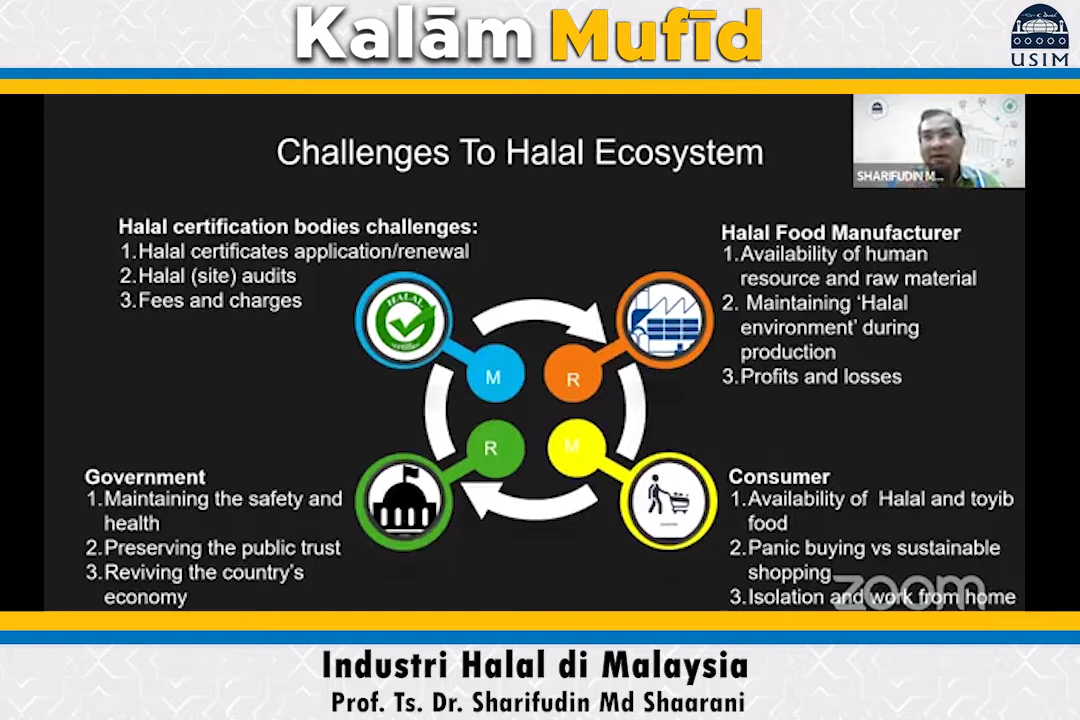 Kalām Mufīd
USIM
Challenges To Halal Ecosystem
SHARIFUDIN M...
Halal certification bodies challenges:
1.Halal certificates application/renewal
2.Halal (site) audits
3.Fees and charges
HALAL
Halal Food Manufacturer
1.Availability of human
resource and raw material
2. Maintaining ‘Halal
environment’ during
production
3.Profits and losses
M
R
R
M
Government
1.Maintaining the safety and
health
2.Preserving the public trust
3.Reviving the country’s
economy
Consumer
1.Availability of Halal and toyib
food
2.Panic buying vs sustainable
shopping
3.Isolation and work from home
zoom
Industri Halal di Malaysia
Prof. Ts. Dr. Sharifudin Md Shaarani